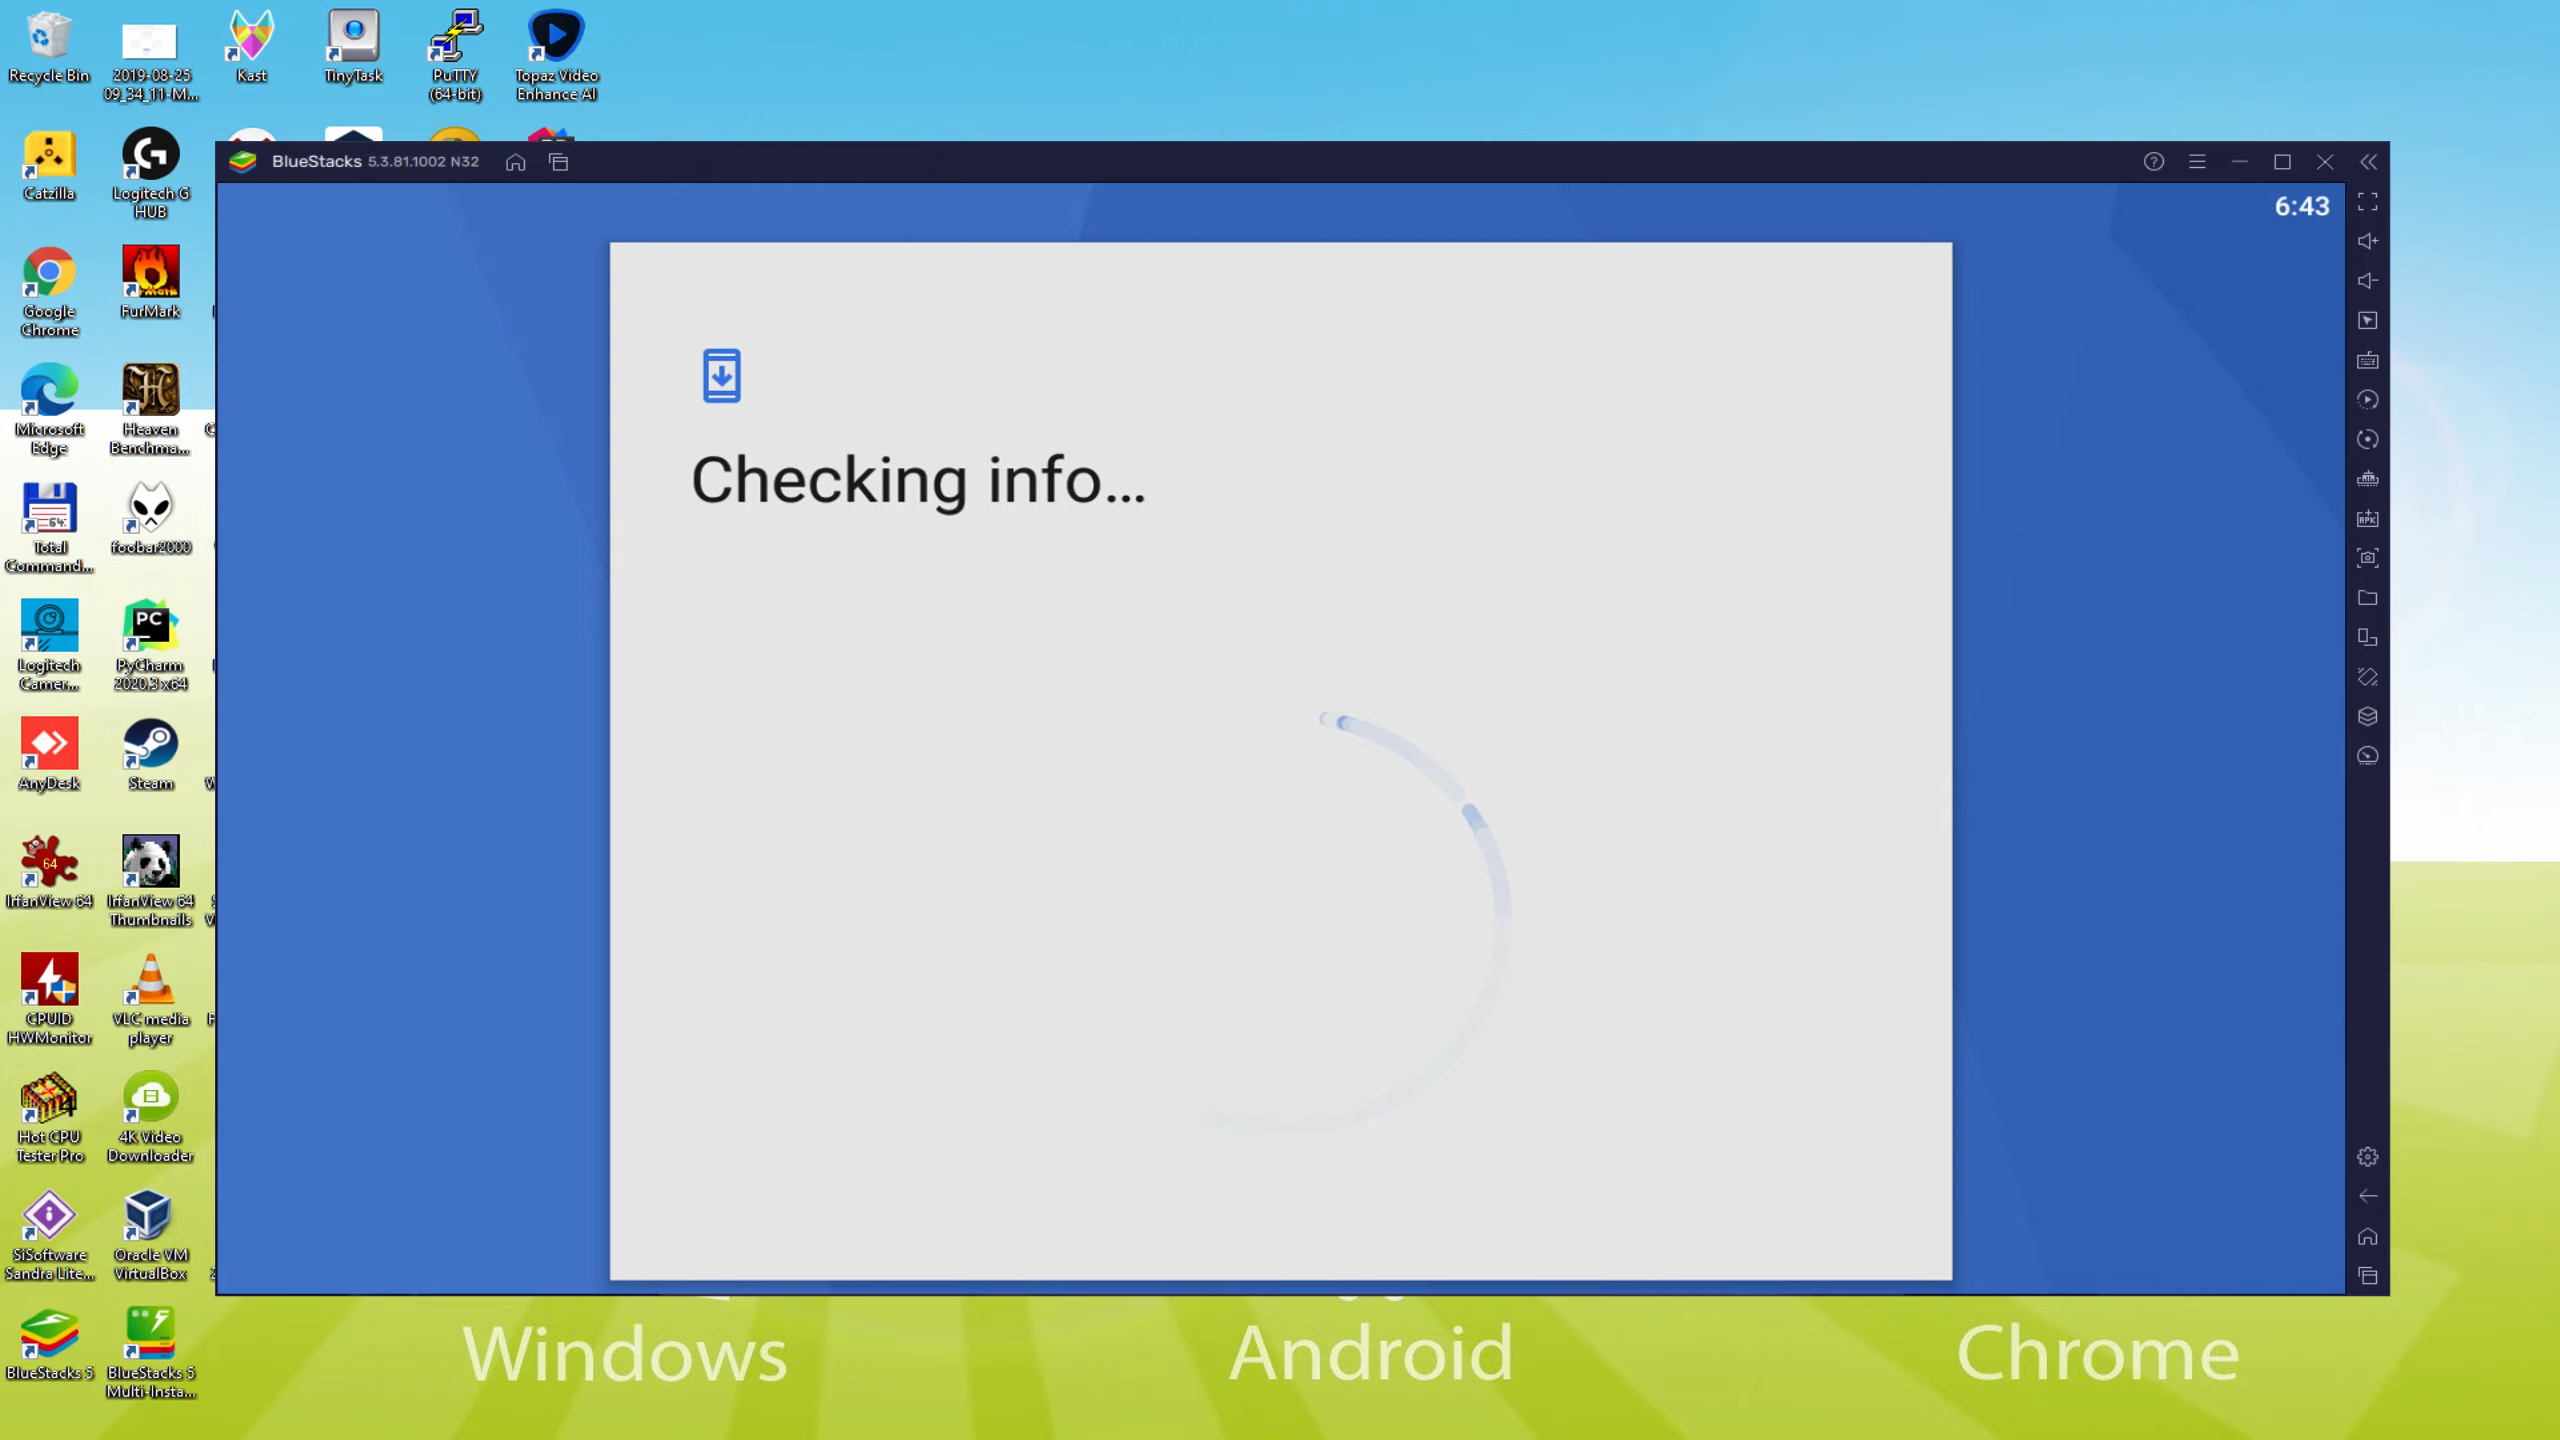 Recycle Bin
2019-08-25
09_34_11-M...
Kast
TinyTask
PuTTY
(64-bit)
Topaz Video
Enhance AI
Catzilla
Logitech G
HUB
BlueStacks 5.3.81.1002 N32
6:43
Google
Chrome
FurMark
Checking info...
Microsoft
Edge
Heaven
Benchma...
Total
Command...
foobar2000
Logitech
Camer...
PC
PyCharm
2020.3 x64
AnyDesk
Steam
64
IrfanView 64
IrfanView 64
Thumbnails
CPUID
HWMonitor
VLC media
player
Hot CPU
Tester Pro
4K Video
Downloader
SiSoftware
Sandra Lite...
Oracle VM
VirtualBox
BlueStacks 5
BlueStacks 5
Multi-Insta...
Windows
Android
Chrome